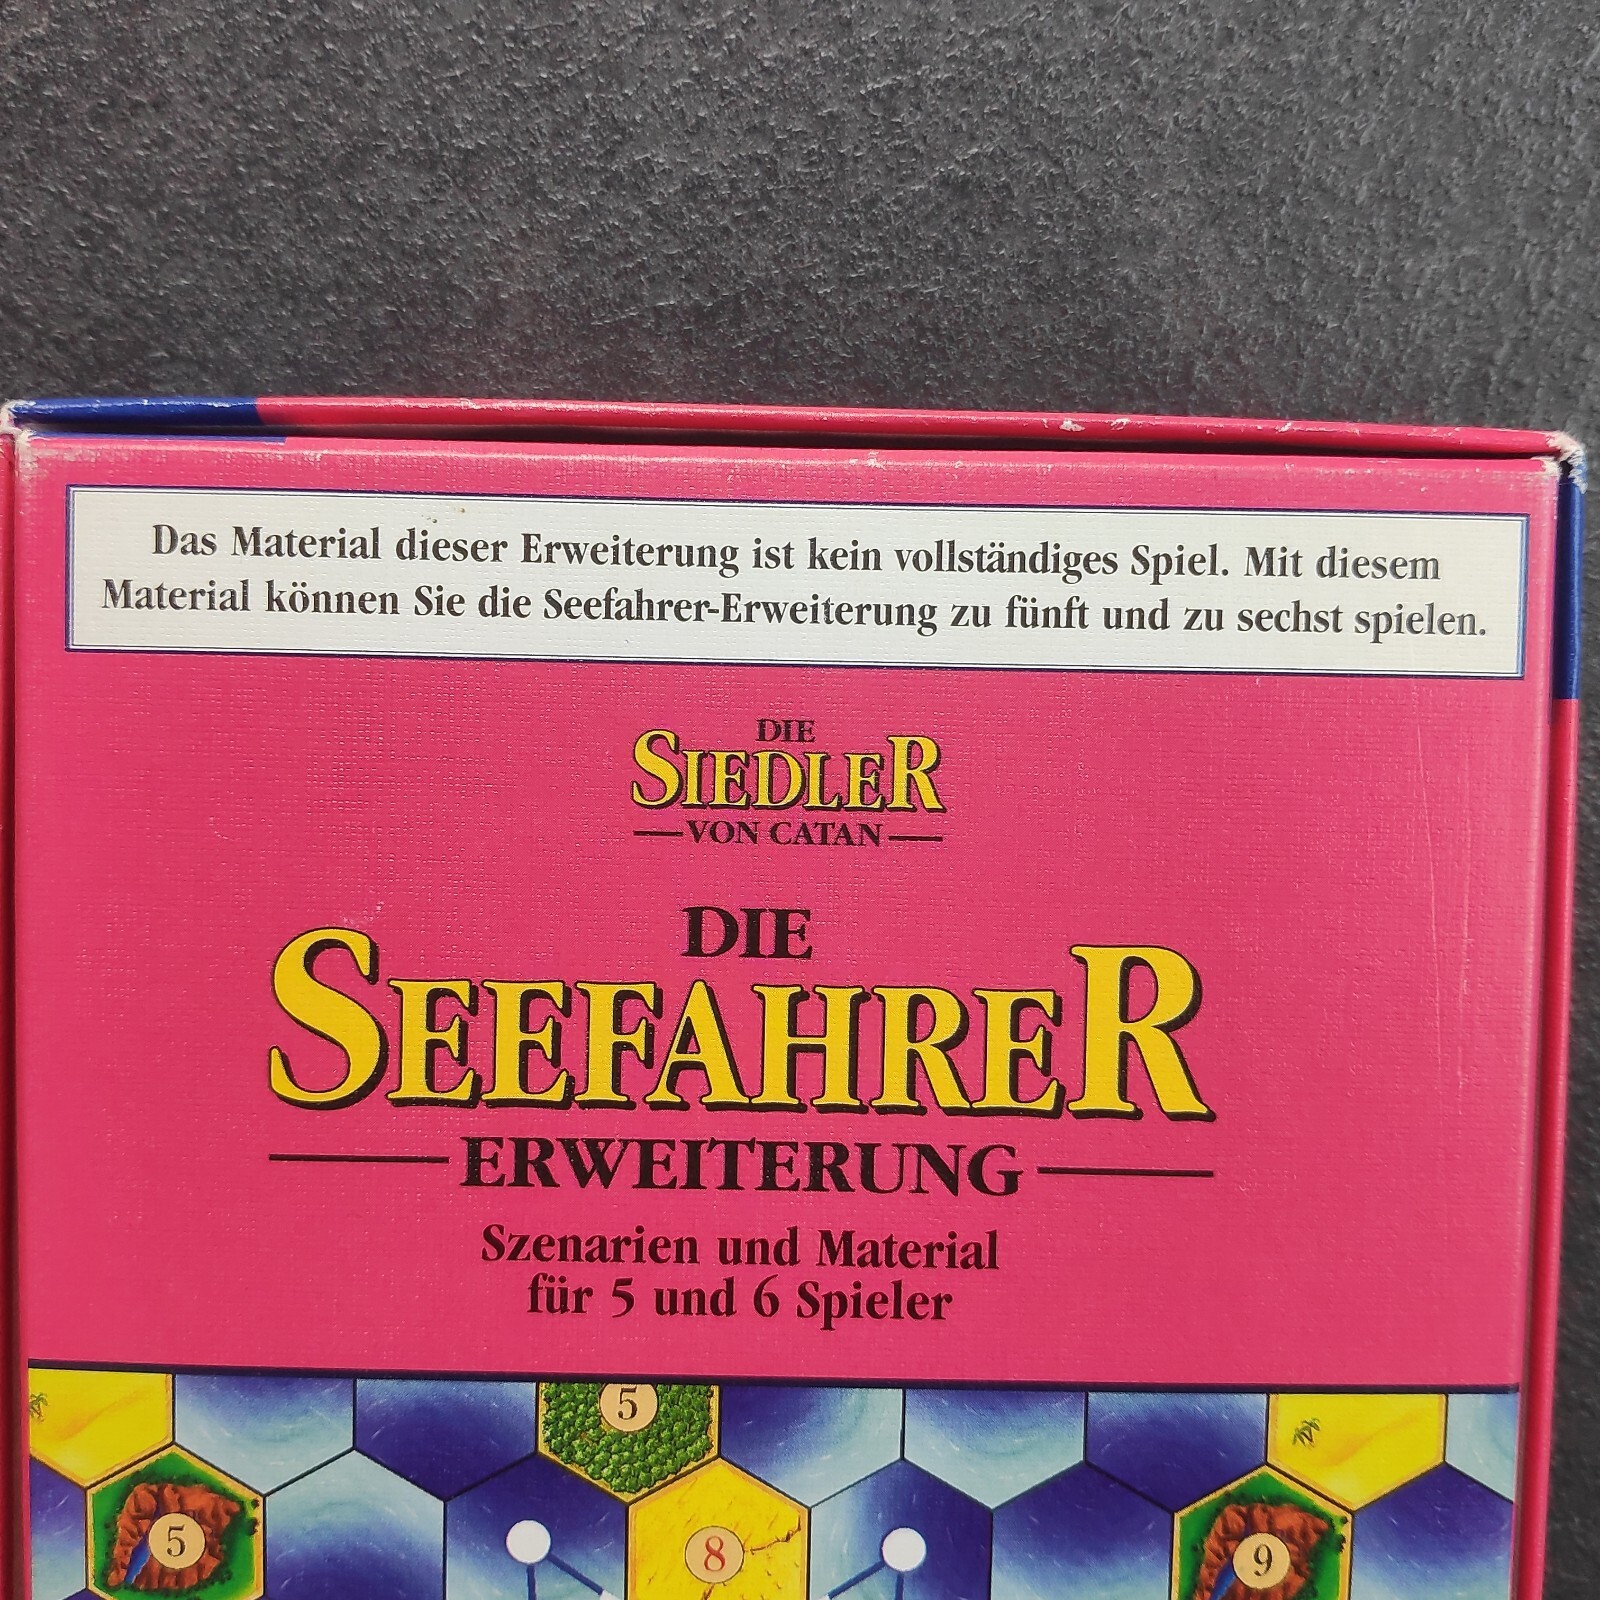 Das Material dieser Erweiterung ist kein vollständiges Spiel. Mit diesem
Material können Sie die Seefahrer-Erweiterung zu fünft und zu sechst spielen.
DIE
SIEDLER
VON CATAN
DIE
SEEFAHRER
ERWEITERUNG
Szenarien und Material
für 5 und 6 Spieler
5
5
8
9